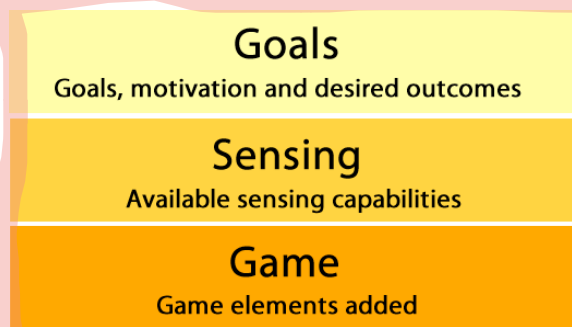 Goals
Goals, motivation and desired outcomes
Sensing
Available sensing capabilities
Game
Game elements added